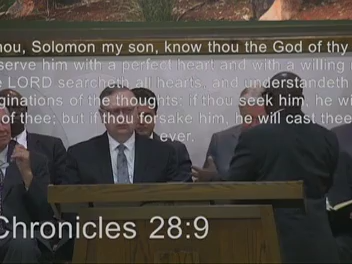 hou, Solomon my son, know thou the God of thy
serve him with a perfect heart and with a willing
LORD searcheth all hearts, and understandeth
ginations of the thoughts: if thou seek him, he wi
of thee; but if thou forsake him, he will cast thee
ever.
Chronicles 28:9